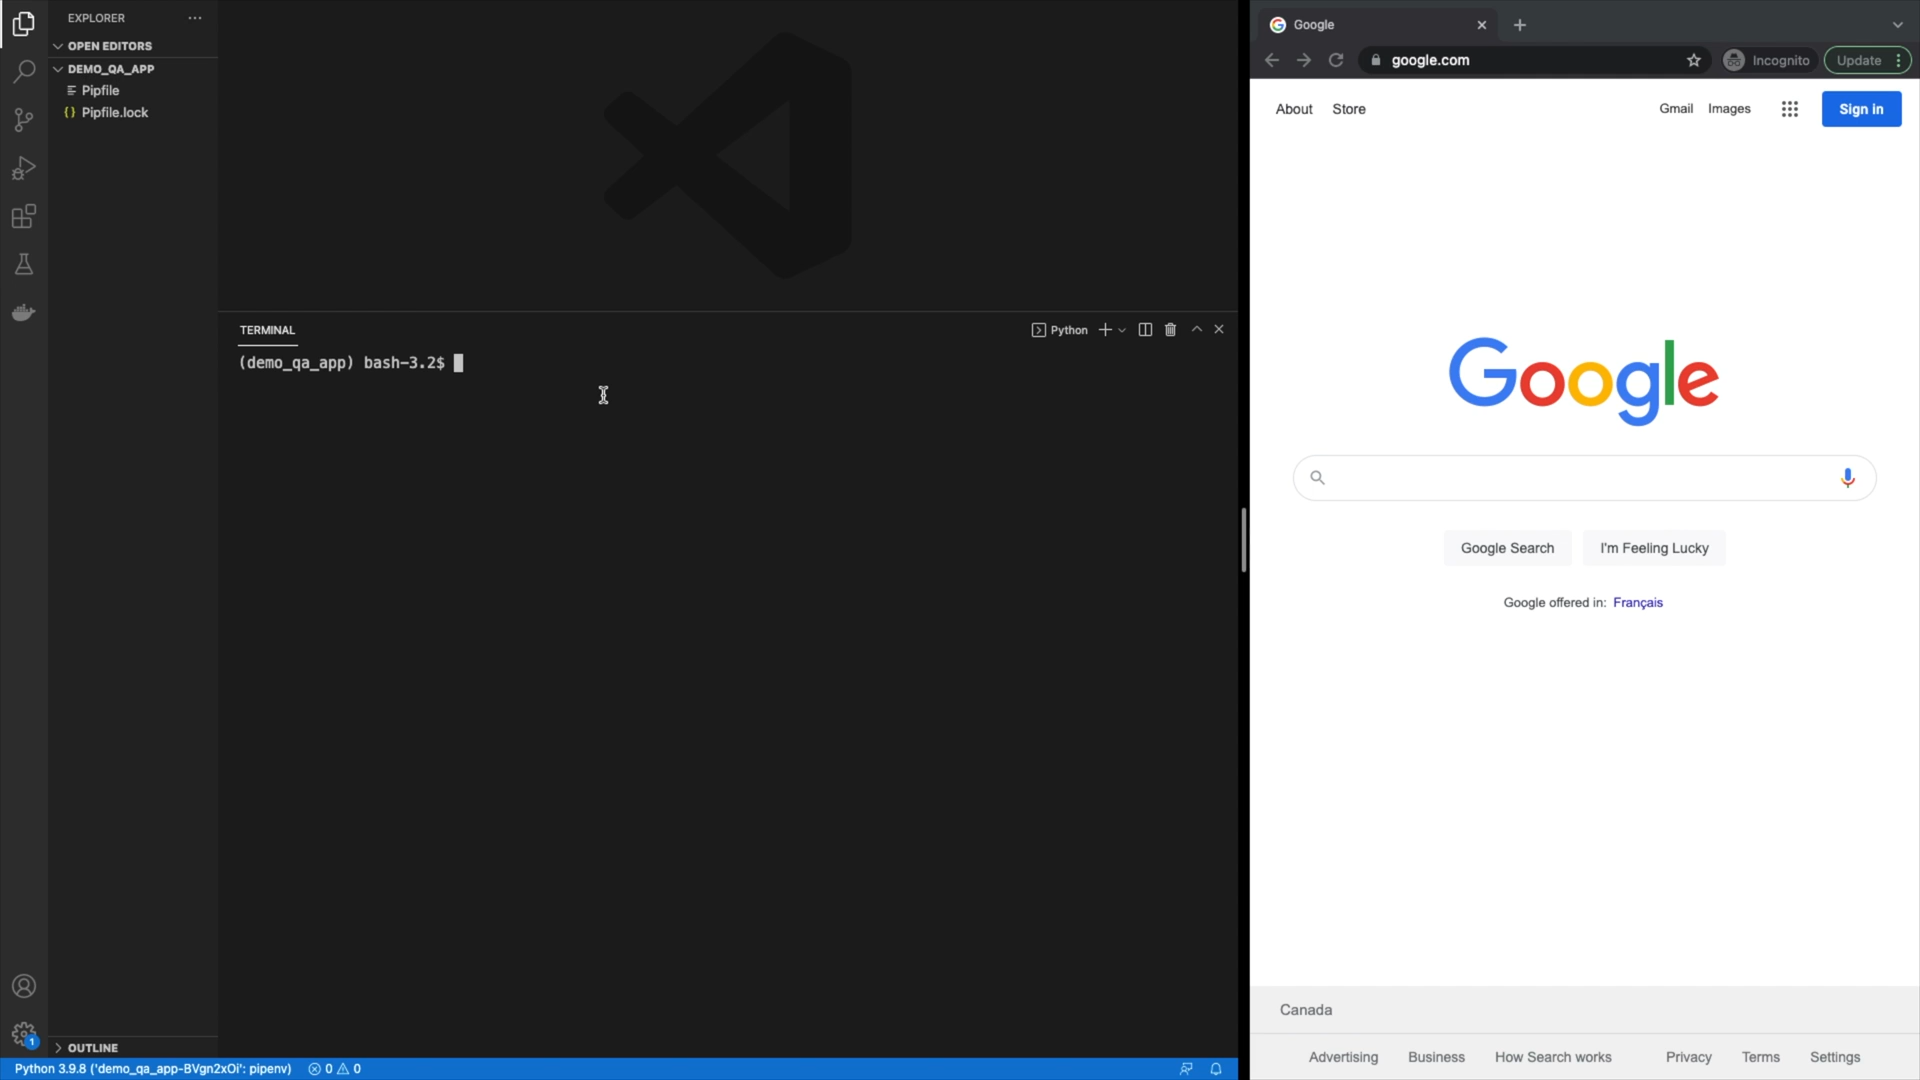 EXPLORER
OPEN EDITORS
DEMO_QA_APP
Pipfile
{} Pipfile.lock
OUTLINE
TERMINAL
Python
(demo_qa_app) bash-3.2$
1
Python 3.9.8 ('demo_qa_app-BVgn2xOi': pipenv) 0 0
Google
google.com
Incognito
Update
About Store
Gmail Images
Sign in
Google
Google Search I'm Feeling Lucky
Google offered in: Français
Canada
Advertising Business How Search works Privacy Terms Settings